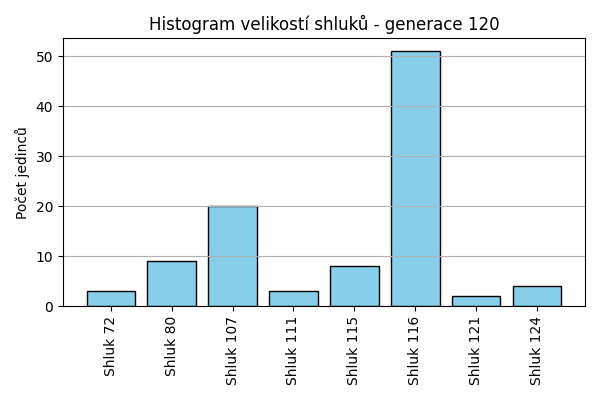 Histogram velikostí shluků - generace 120
Počet jedinců
50
40
30
20
10
0
Shluk 72
Shluk 80
Shluk 107
Shluk 111
Shluk 115
Shluk 116
Shluk 121
Shluk 124